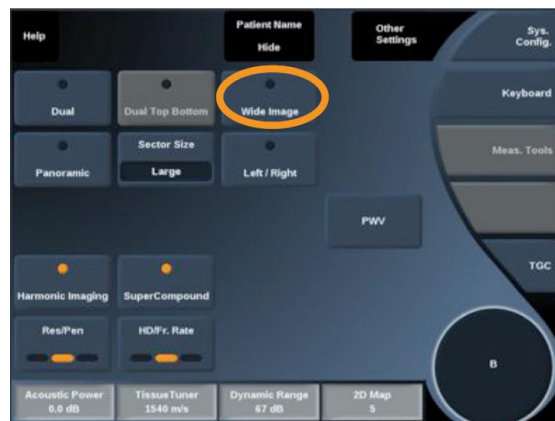 Help
Patient Name
Hide
Other
Settings
Sys.
Config.
Dual
Dual Top Bottom
Wide Image
Keyboard
Panoramic
Sector Size
Large
Left / Right
Meas. Tools
PWV
TGC
Harmonic Imaging
SuperCompound
Res/Pen
HD/Fr. Rate
B
Acoustic Power
0.0 dB
TissueTuner
1540 m/s
Dynamic Range
67 dB
2D Map
5